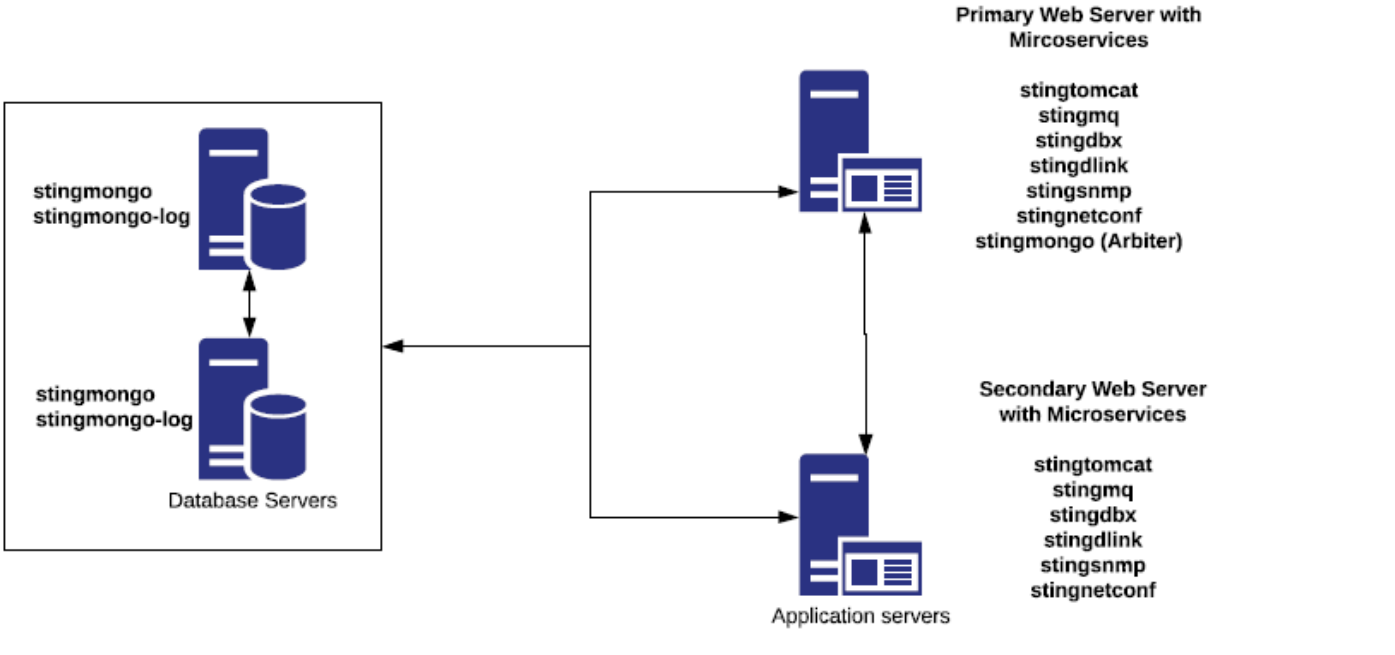 Primary Web Server with
Mircoservices
stingtomcat
stingmq
stingdbx
stingdlink
stingsnmp
stingnetconf
stingmongo (Arbiter)
stingmongo
stingmongo-log
stingmongo
stingmongo-log
Database Servers
Secondary Web Server
with Microservices
stingtomcat
stingmq
stingdbx
stingdlink
stingsnmp
stingnetconf
Application servers